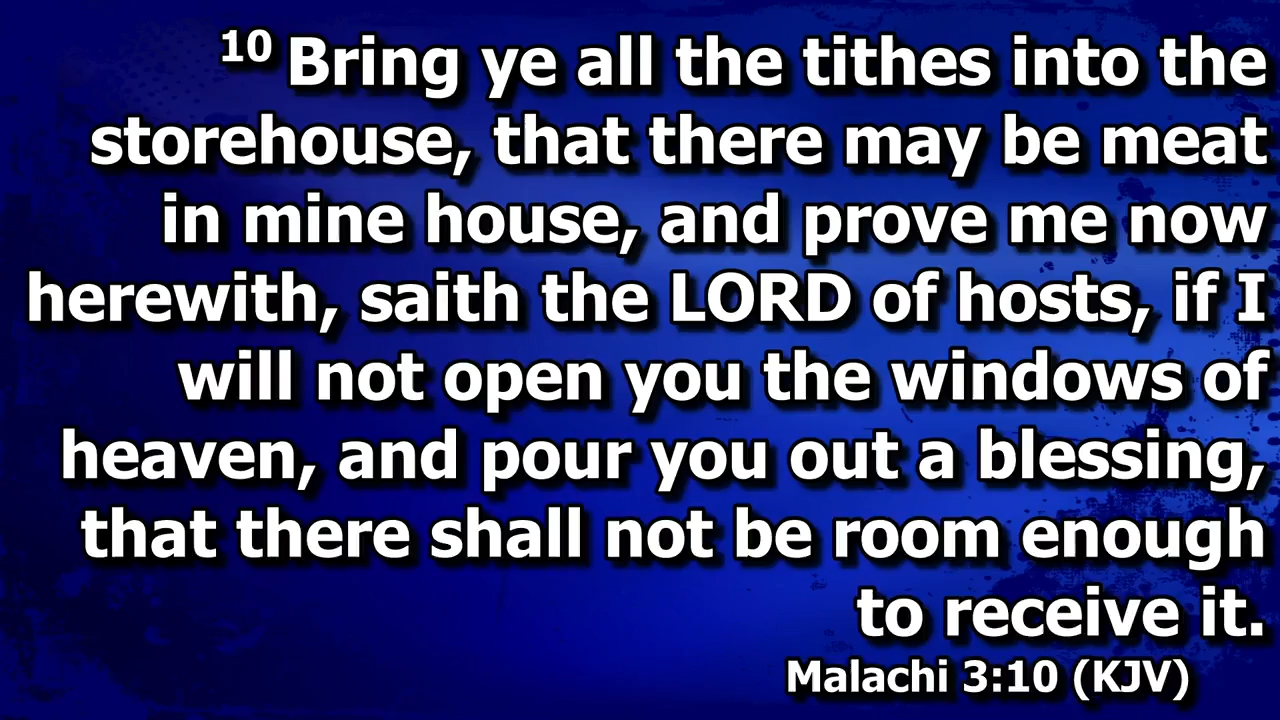 10 Bring ye all the tithes into the
storehouse, that there may be meat
in mine house, and prove me now
herewith, saith the LORD of hosts, if I
will not open you the windows of
heaven, and pour you out a blessing,
that there shall not be room enough
to receive it.
Malachi 3:10 (KJV)